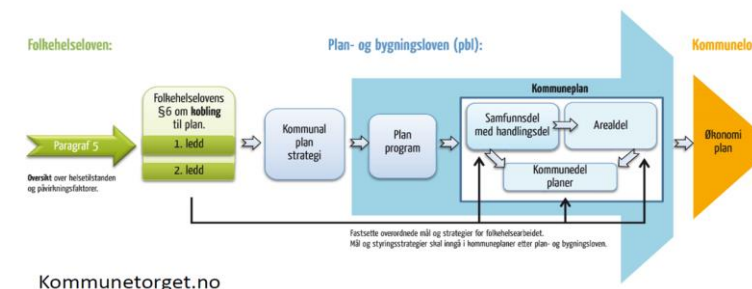 Folkehelseloven:
Plan- og bygningsloven (pbl):
Kommunelo
Folkehelselovens
§6 om kobling
til plan.
1. ledd
2. ledd
Paragraf 5
Oversikt over helsetilstanden
og påvirkningsfaktorer.
Kommunal
plan
strategi
Plan
program
Kommuneplan
Samfunnsdel
med handlingsdel
Arealdel
Kommunedel
planer
Økonomi
plan
Fastsette overordnede mål og strategier for folkehelsearbeidet.
Mål og styringsstrategier skal inngå i kommuneplaner etter plan- og bygningsloven.
Kommunetorget.no